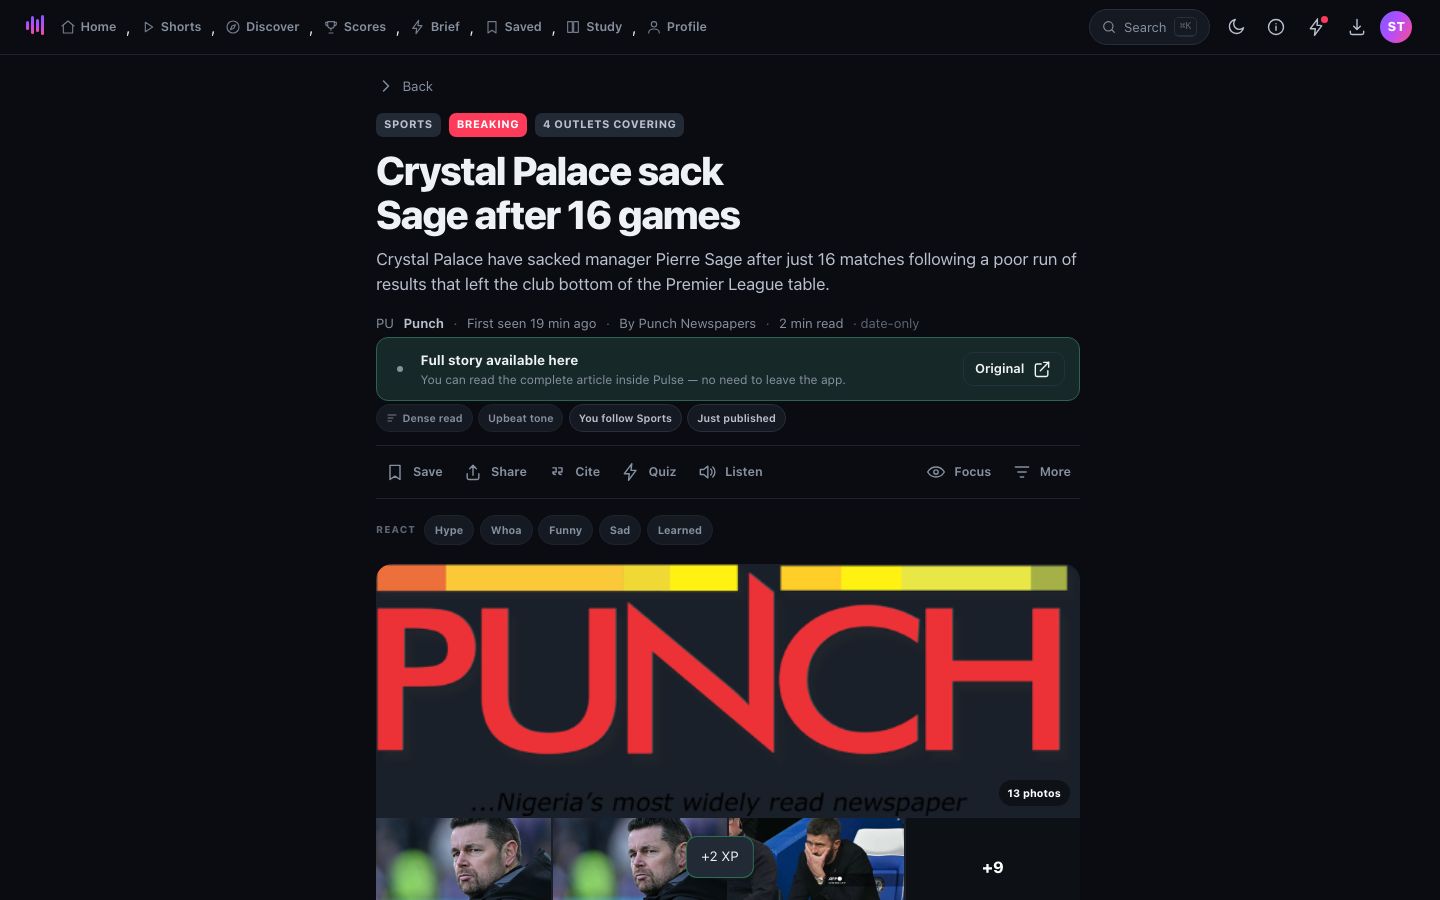 Home , Shorts , Discover , Scores , Brief , Saved , Study , Profile
Search ⌘K
ST
Back
SPORTS BREAKING 4 OUTLETS COVERING
Crystal Palace sack
Sage after 16 games
Crystal Palace have sacked manager Pierre Sage after just 16 matches following a poor run of
results that left the club bottom of the Premier League table.
PU Punch · First seen 19 min ago · By Punch Newspapers · 2 min read · date-only
Full story available here
You can read the complete article inside Pulse — no need to leave the app.
Original
Dense read Upbeat tone You follow Sports Just published
Save Share Cite Quiz Listen Focus More
REACT Hype Whoa Funny Sad Learned
PUNCH
13 photos
...Nigeria's most widely read newspaper
+2 XP
+9